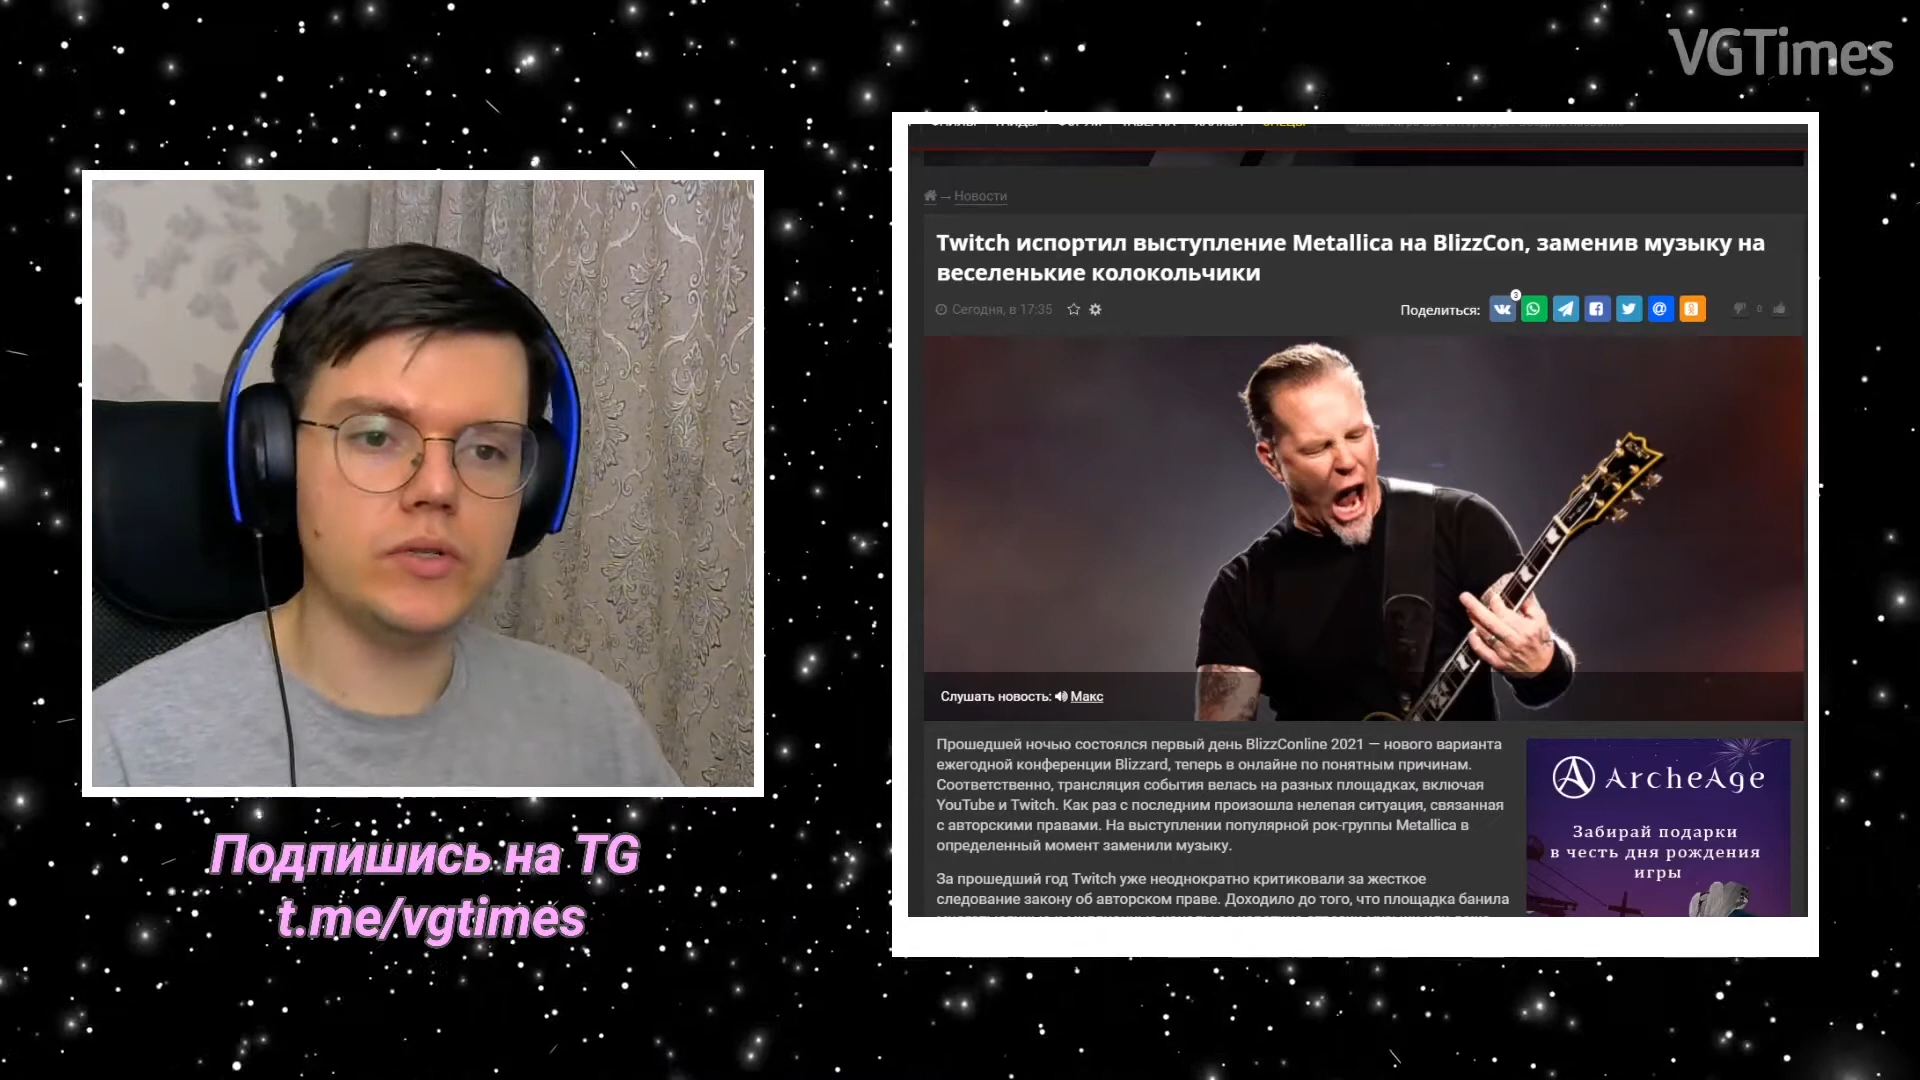 VGTimes
СПЕЦЫ
Новости
Twitch испортил выступление Metallica на BlizzCon, заменив музыку на
веселенькие колокольчики
Сегодня, в 17:35
Поделиться:
3
0
Слушать новость: Макс
Прошедшей ночью состоялся первый день BlizzConline 2021 — нового варианта
ежегодной конференции Blizzard, теперь в онлайне по понятным причинам.
Соответственно, трансляция события велась на разных площадках, включая
YouTube и Twitch. Как раз с последним произошла нелепая ситуация, связанная
с авторскими правами. На выступлении популярной рок-группы Metallica в
определенный момент заменили музыку.
За прошедший год Twitch уже неоднократно критиковали за жесткое
следование закону об авторском праве. Доходило до того, что площадка банила
ArcheAge
Забирай подарки
в честь дня рождения
игры
Подпишись на TG
t.me/vgtimes